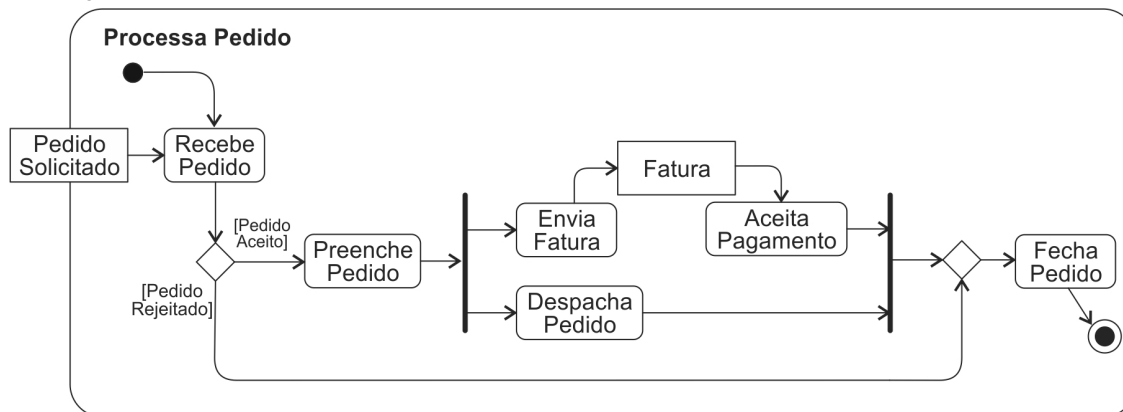 Processa Pedido
Pedido
Solicitado
Recebe
Pedido
[Pedido
Aceito]
[Pedido
Rejeitado]
Preenche
Pedido
Envia
Fatura
Fatura
Aceita
Pagamento
Despacha
Pedido
Fecha
Pedido